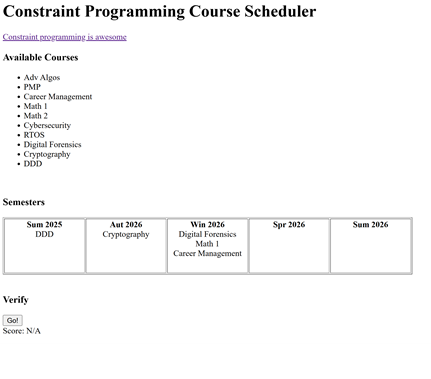 Constraint Programming Course Scheduler
Constraint programming is awesome
Available Courses
Adv Algos
PMP
Career Management
Math 1
Math 2
Cybersecurity
RTOS
Digital Forensics
Cryptography
DDD
Semesters
Sum 2025 Aut 2026 Win 2026 Spr 2026 Sum 2026
DDD Cryptography Digital Forensics
Math 1
Career Management
Verify
Go!
Score: N/A